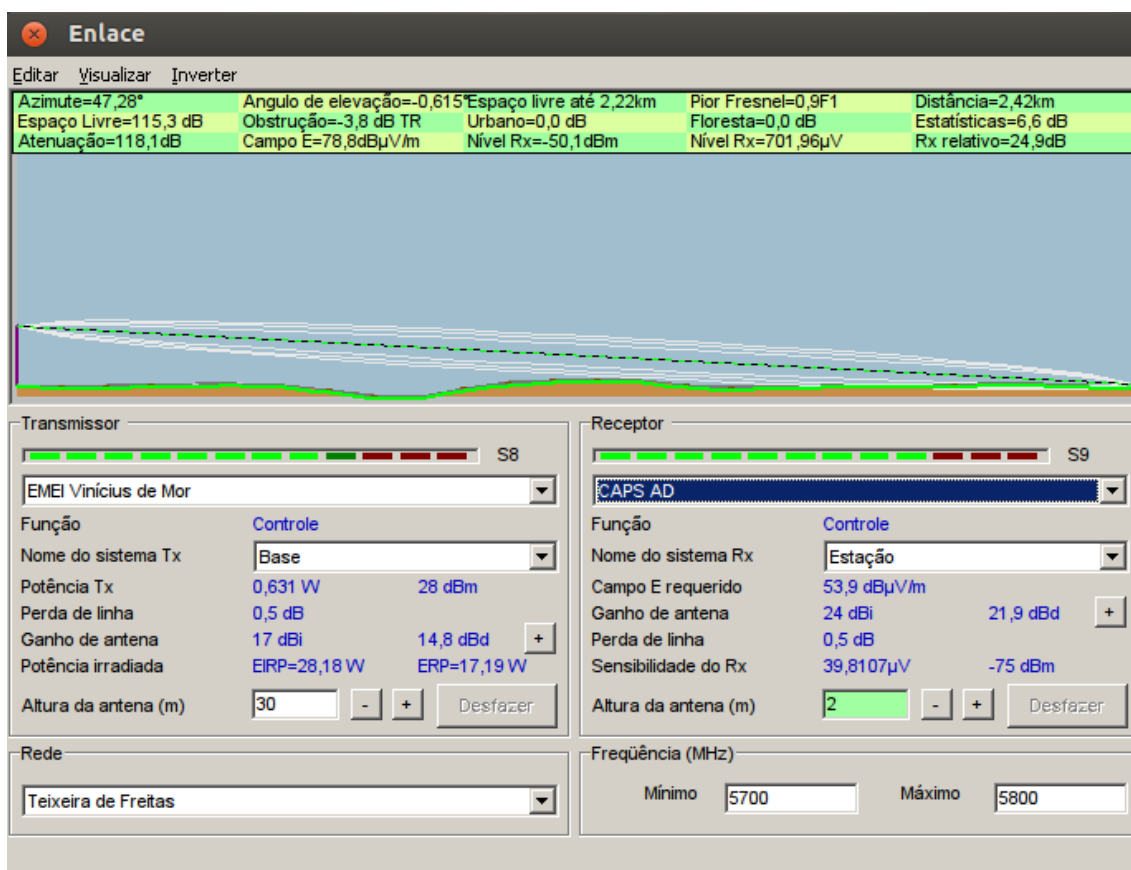 Enlace
Editar Visualizar Inverter
Azimute=47,28° Angulo de elevação=-0,615° Espaço livre até 2,22km Pior Fresnel=0,9F1 Distância=2,42km
Espaço Livre=115,3 dB Obstrução=-3,8 dB TR Urbano=0,0 dB Floresta=0,0 dB Estatísticas=6,6 dB
Atenuação=118,1dB Campo E=78,8dBµV/m Nível Rx=-50,1dBm Nível Rx=701,96µV Rx relativo=24,9dB
Transmissor
S8
EMEI Vinícius de Mor
Função Controle
Nome do sistema Tx Base
Potência Tx 0,631 W 28 dBm
Perda de linha 0,5 dB
Ganho de antena 17 dBi 14,8 dBd +
Potência irradiada EIRP=28,18 W ERP=17,19 W
Altura da antena (m) 30 - + Desfazer
Receptor
S9
CAPS AD
Função Controle
Nome do sistema Rx Estação
Campo E requerido 53,9 dBµV/m
Ganho de antena 24 dBi 21,9 dBd +
Perda de linha 0,5 dB
Sensibilidade do Rx 39,8107µV -75 dBm
Altura da antena (m) 2 - + Desfazer
Rede
Teixeira de Freitas
Freqüência (MHz)
Mínimo 5700 Máximo 5800